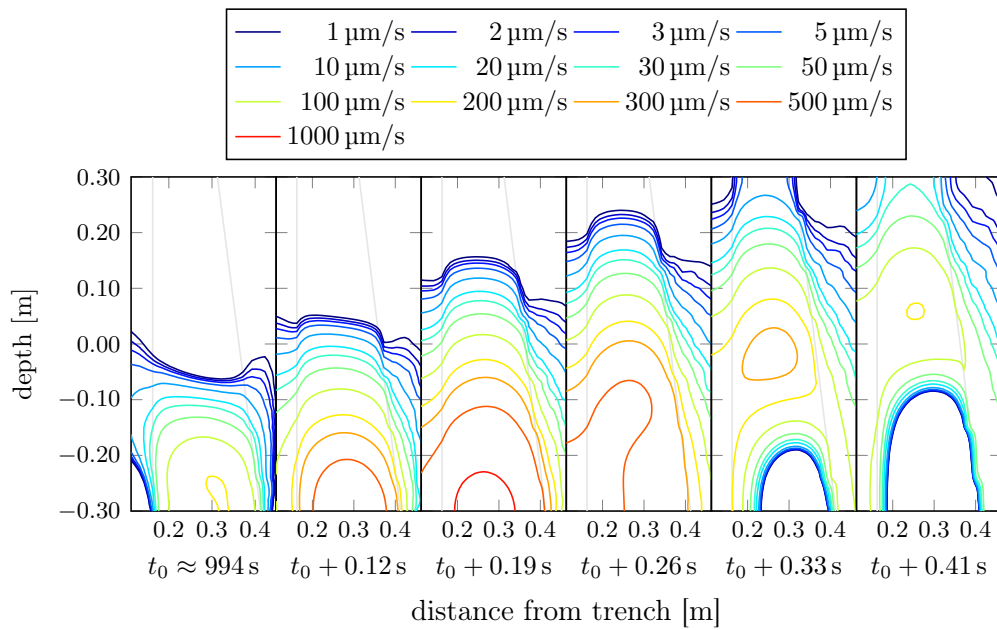 1 µm/s 2 µm/s 3 µm/s 5 µm/s
10 µm/s 20 µm/s 30 µm/s 50 µm/s
100 µm/s 200 µm/s 300 µm/s 500 µm/s
1000 µm/s
depth [m]
0.30
0.20
0.10
0.00
−0.10
−0.20
−0.30
0.2 0.3 0.4 0.2 0.3 0.4 0.2 0.3 0.4 0.2 0.3 0.4 0.2 0.3 0.4 0.2 0.3 0.4
t₀ ≈ 994 s t₀ + 0.12 s t₀ + 0.19 s t₀ + 0.26 s t₀ + 0.33 s t₀ + 0.41 s
distance from trench [m]